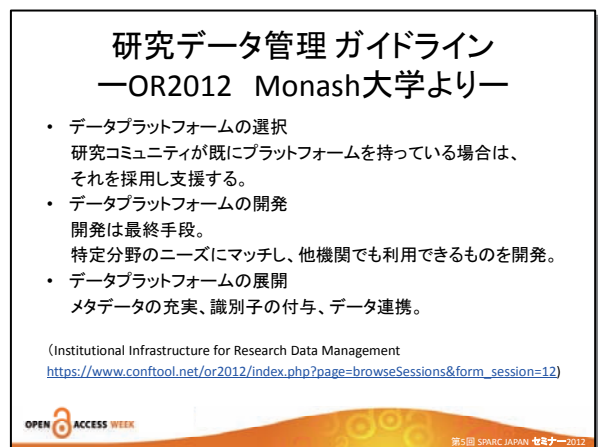 研究データ管理 ガイドライン
ーOR2012 Monash大学よりー
• データプラットフォームの選択
研究コミュニティが既にプラットフォームを持っている場合は、
それを採用し支援する。
• データプラットフォームの開発
開発は最終手段。
特定分野のニーズにマッチし、他機関でも利用できるものを開発。
• データプラットフォームの展開
メタデータの充実、識別子の付与、データ連携。
（Institutional Infrastructure for Research Data Management
https://www.conftool.net/or2012/index.php?page=browseSessions&form_session=12)
OPEN ACCESS WEEK
第5回 SPARC JAPAN セミナー2012